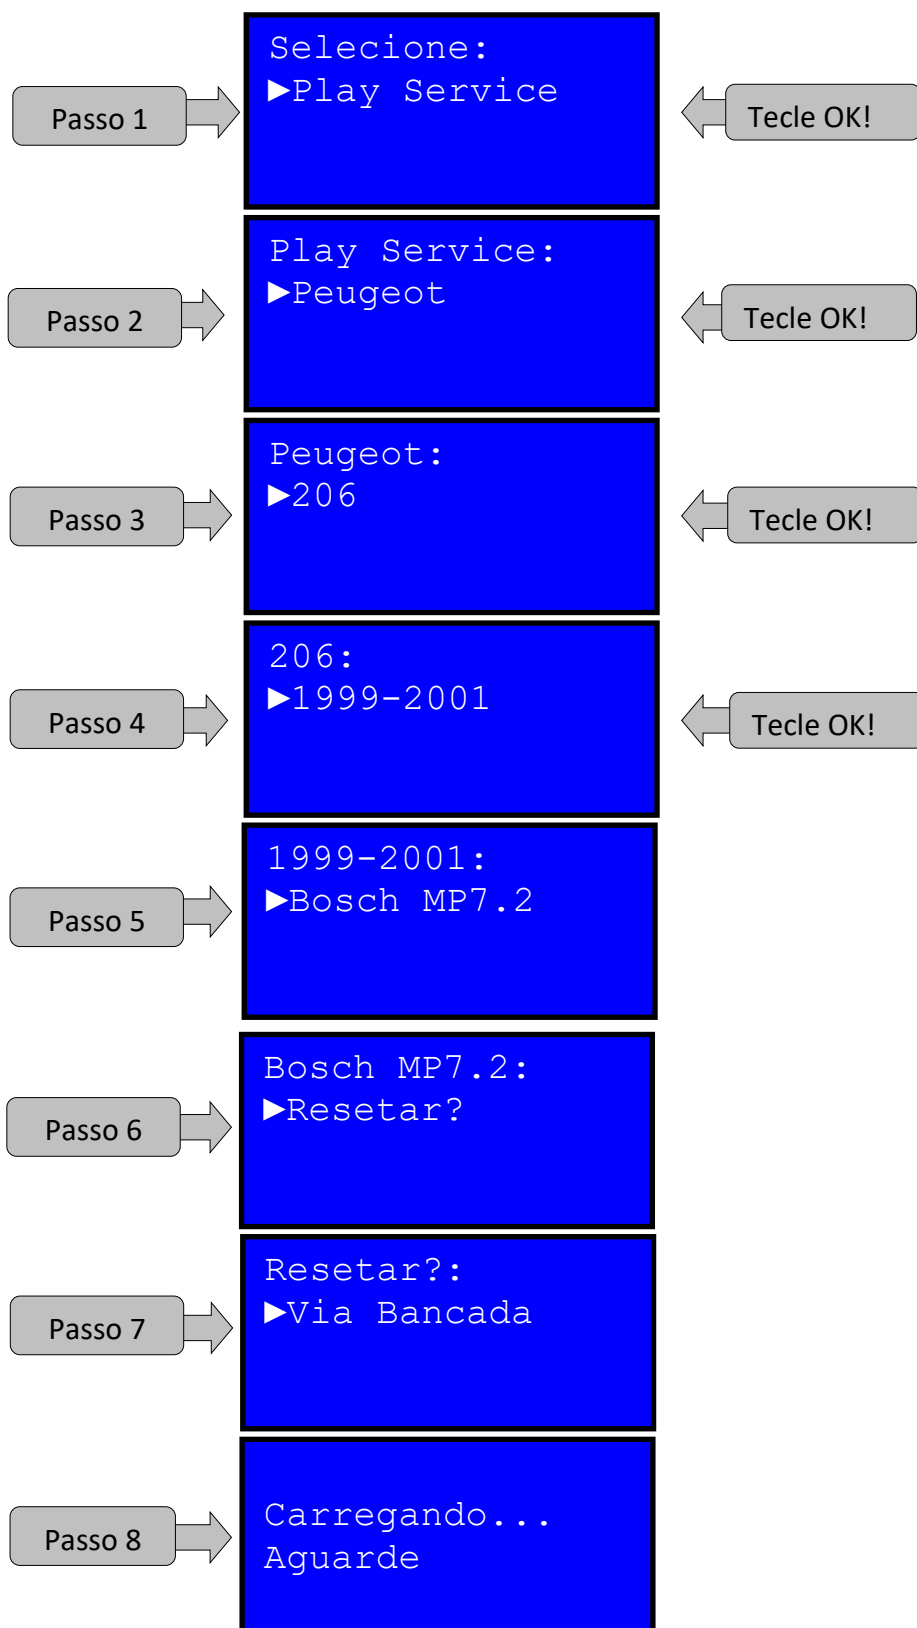 Selecione:
►Play Service
Passo 1
Tecle OK!
Play Service:
►Peugeot
Passo 2
Tecle OK!
Peugeot:
►206
Passo 3
Tecle OK!
206:
►1999-2001
Passo 4
Tecle OK!
1999-2001:
►Bosch MP7.2
Passo 5
Bosch MP7.2:
►Resetar?
Passo 6
Resetar?:
►Via Bancada
Passo 7
Carregando...
Aguarde
Passo 8